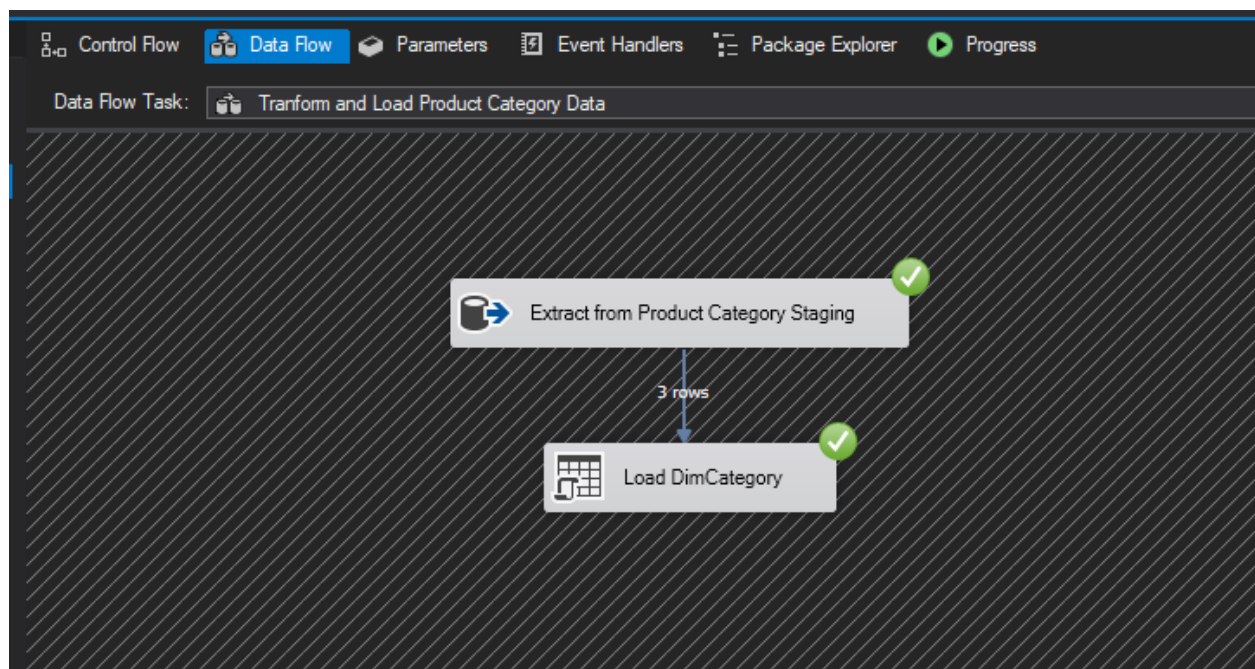 Control Flow Data Flow Parameters Event Handlers Package Explorer Progress
Data Flow Task: Tranform and Load Product Category Data
Extract from Product Category Staging
3 rows
Load DimCategory